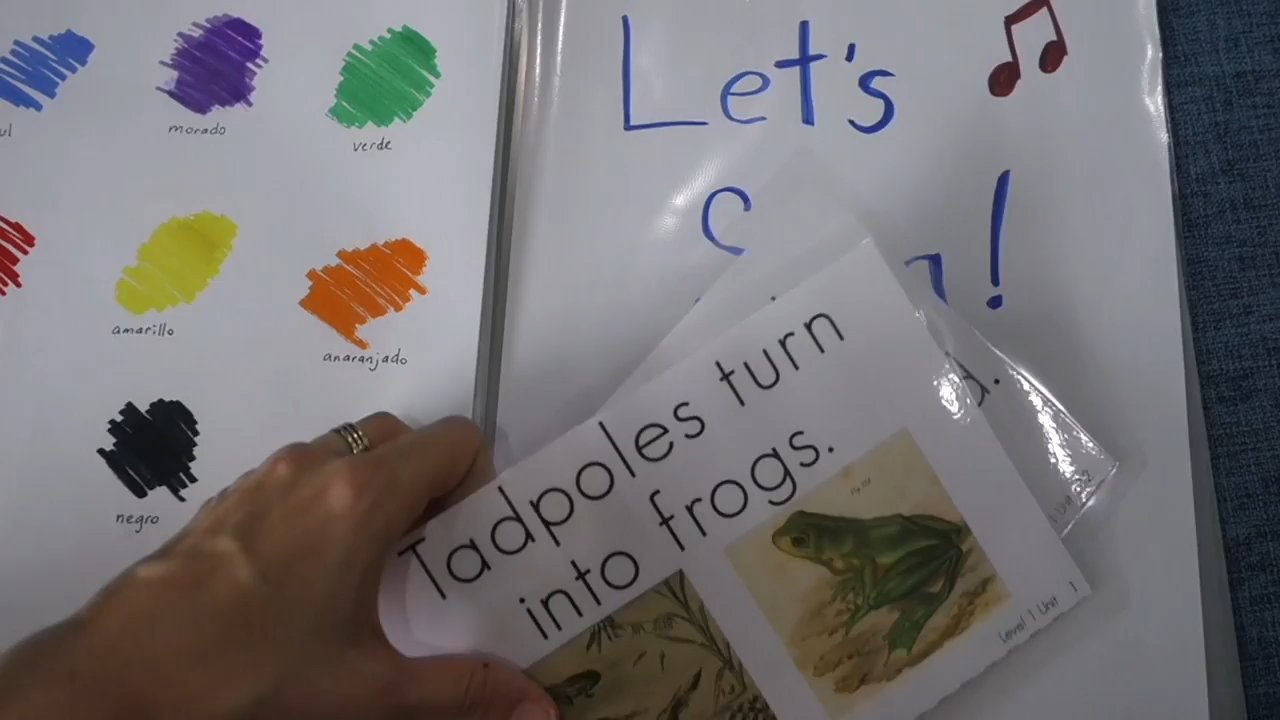 morado
verde
amarillo
anaranjado
negro
Let's
!
Tadpoles turn
into frogs.
Level 1 Unit 1